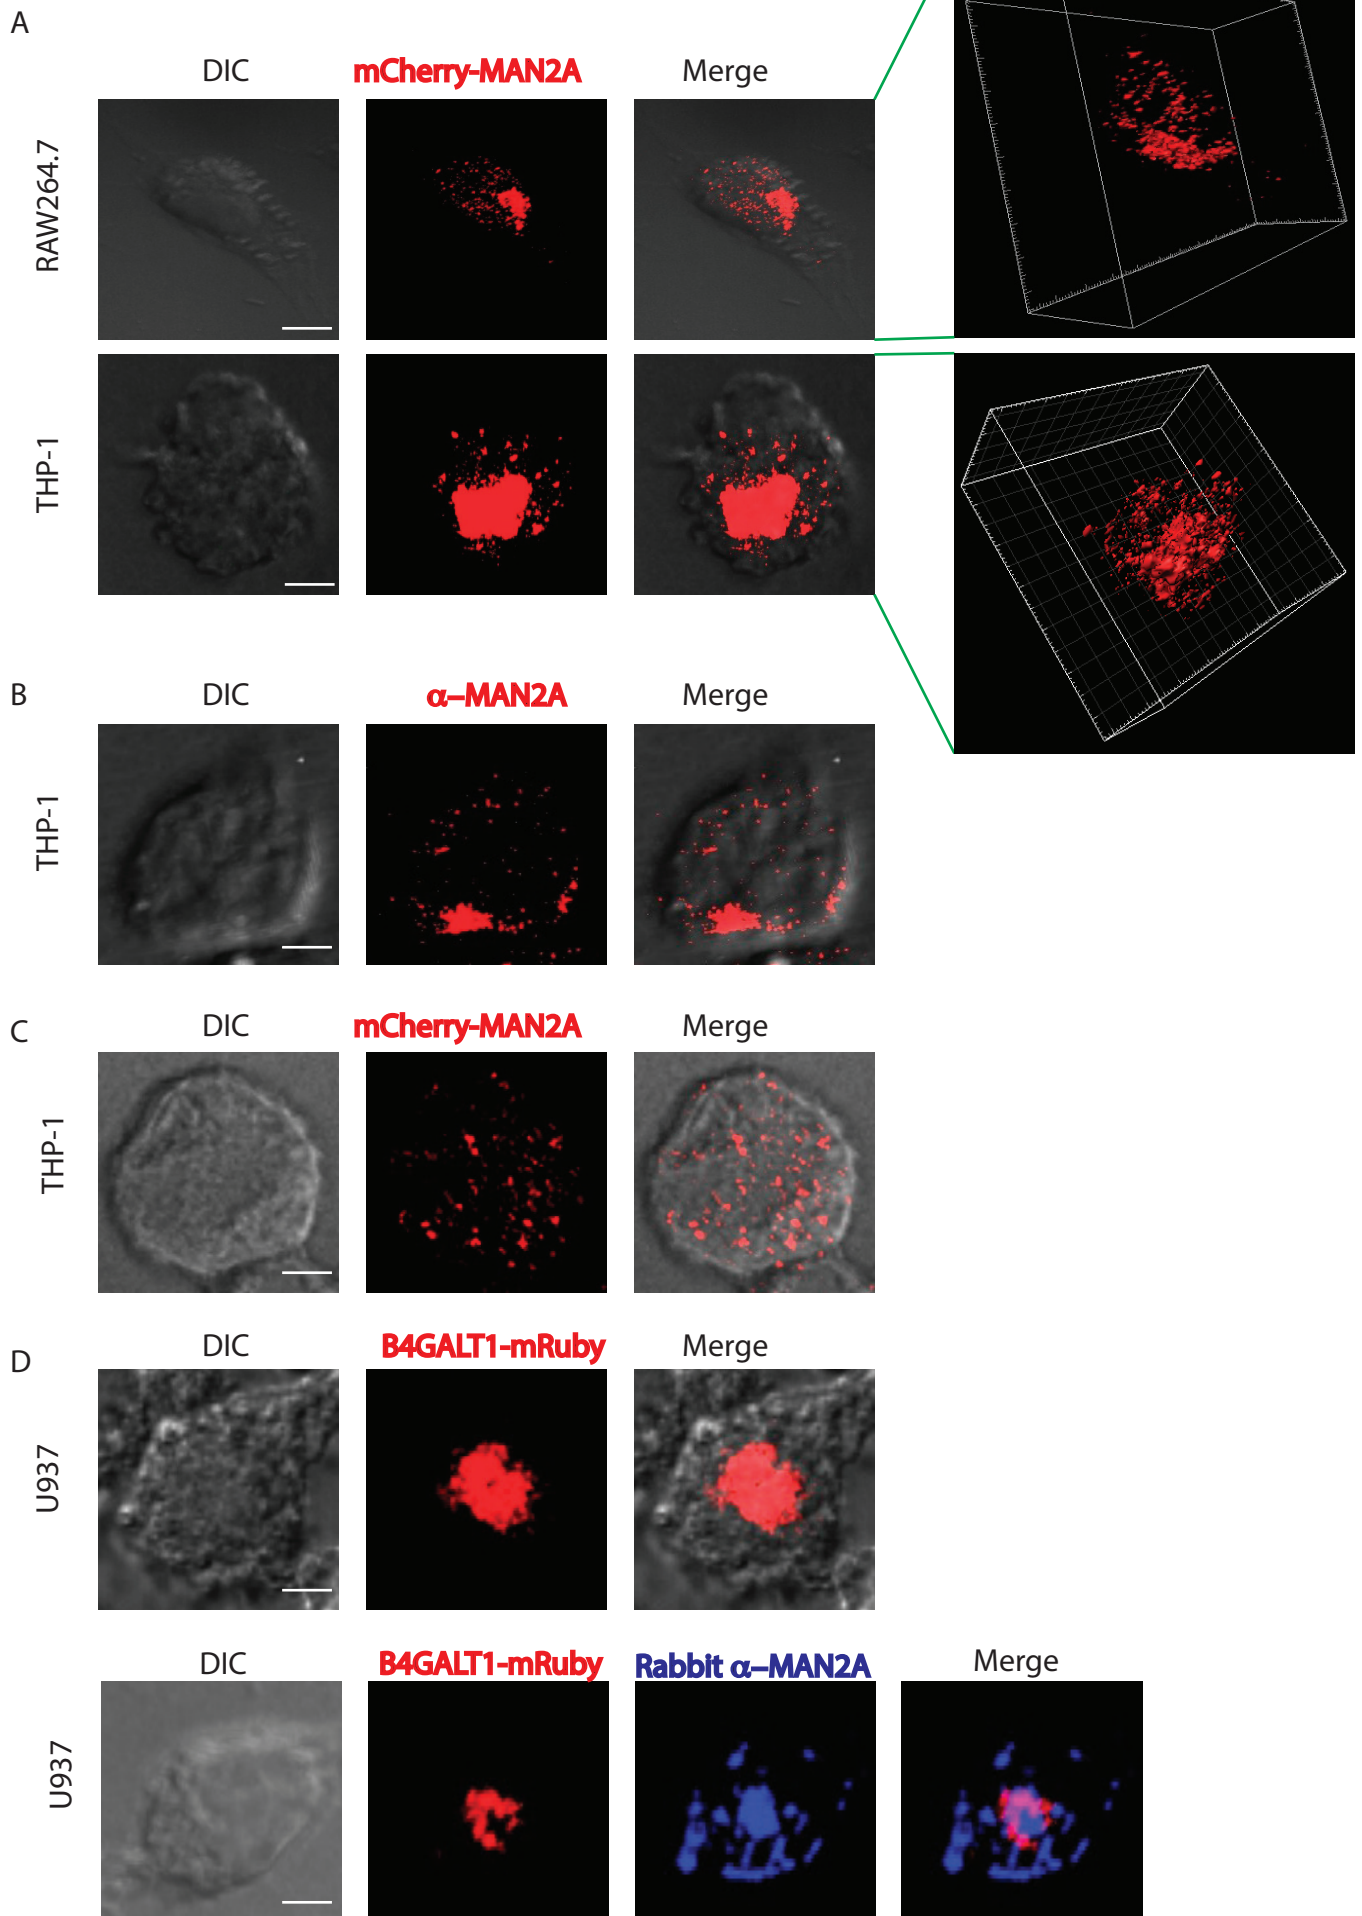 A
DIC mCherry-MAN2A Merge
RAW264.7
THP-1
B
DIC α–MAN2A Merge
THP-1
C
DIC mCherry-MAN2A Merge
THP-1
D
DIC B4GALT1-mRuby Merge
U937
DIC B4GALT1-mRuby Rabbit α–MAN2A Merge
U937